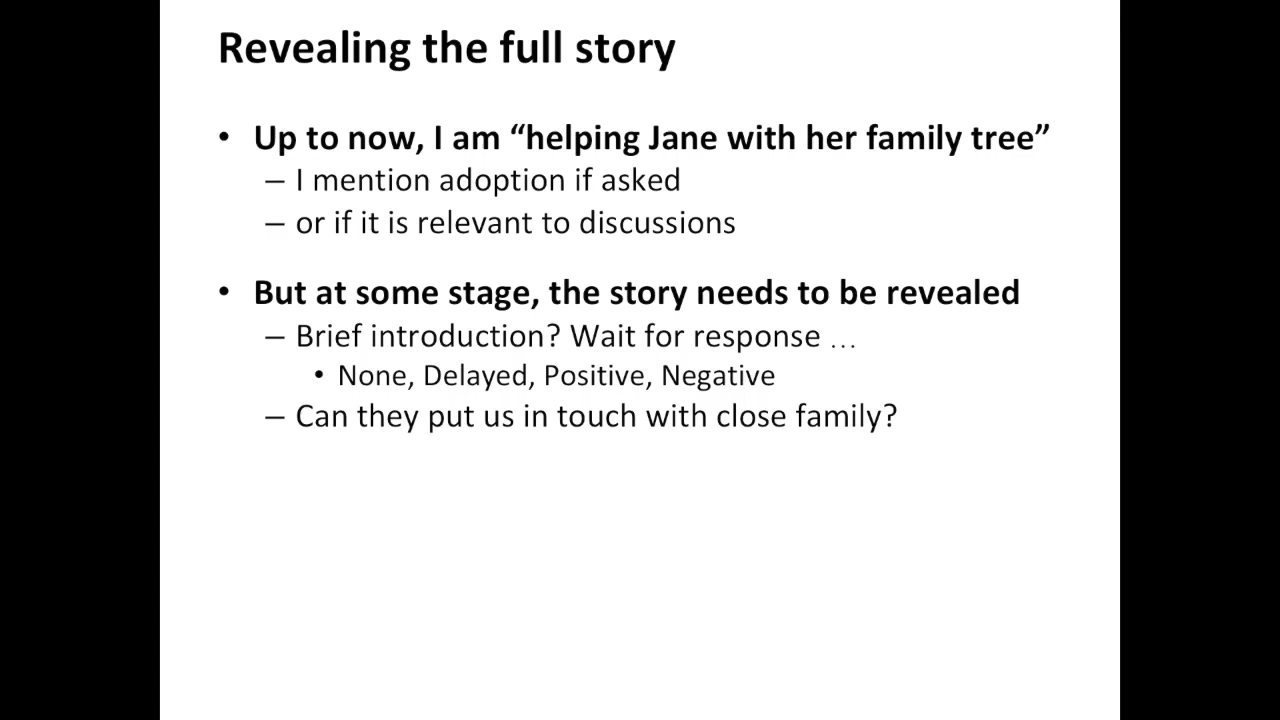 Revealing the full story
• Up to now, I am “helping Jane with her family tree”
– I mention adoption if asked
– or if it is relevant to discussions
• But at some stage, the story needs to be revealed
– Brief introduction? Wait for response …
• None, Delayed, Positive, Negative
– Can they put us in touch with close family?